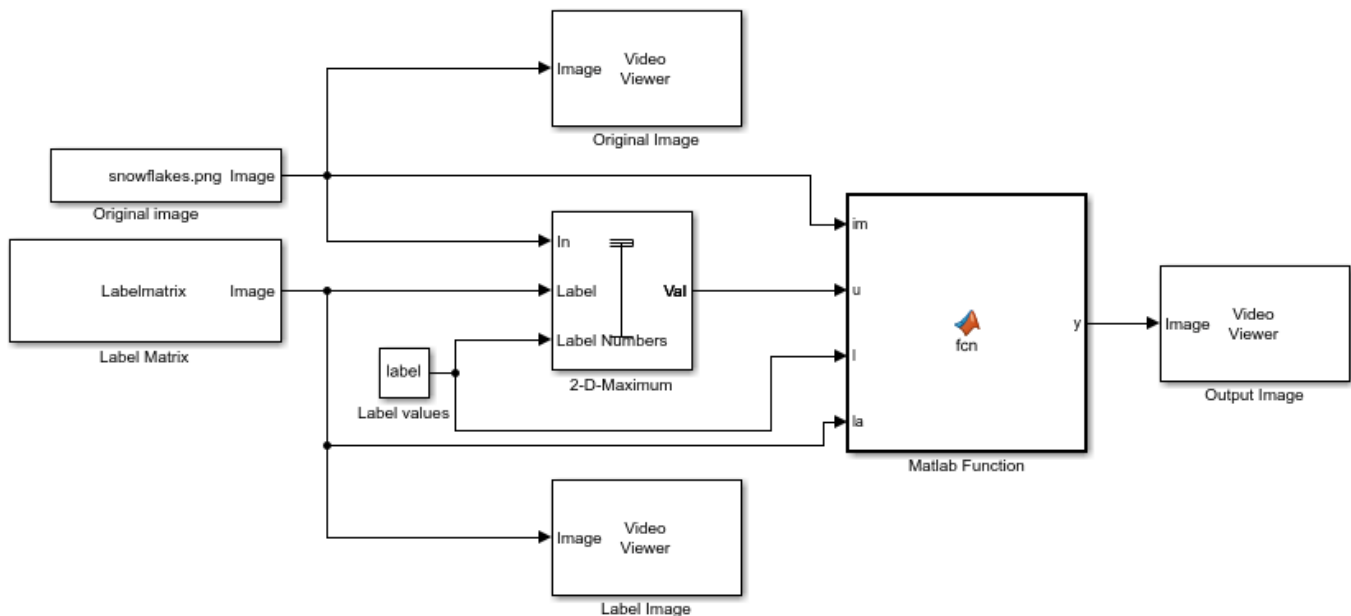 Image
Video
Viewer
Original Image
snowflakes.png Image
Original image
Labelmatrix Image
Label Matrix
In
Label
Label Numbers
Val
2-D-Maximum
label
Label values
im
u
l
la
fcn
y
Matlab Function
Image
Video
Viewer
Output Image
Image
Video
Viewer
Label Image